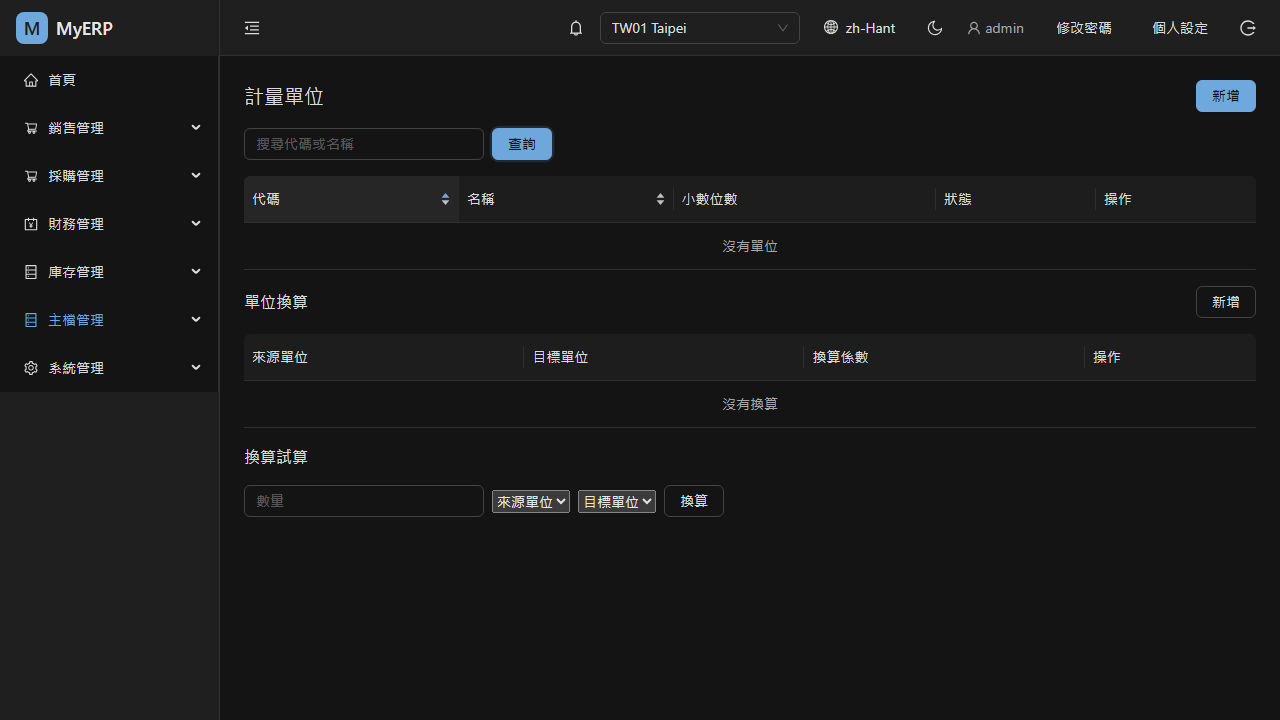 M MyERP
TW01 Taipei
zh-Hant
admin
修改密碼
個人設定
首頁
銷售管理
採購管理
財務管理
庫存管理
主檔管理
系統管理
計量單位
新增
搜尋代碼或名稱
查詢
代碼 名稱 小數位數 狀態 操作
沒有單位
單位換算
新增
來源單位 目標單位 換算係數 操作
沒有換算
換算試算
數量 來源單位 目標單位 換算